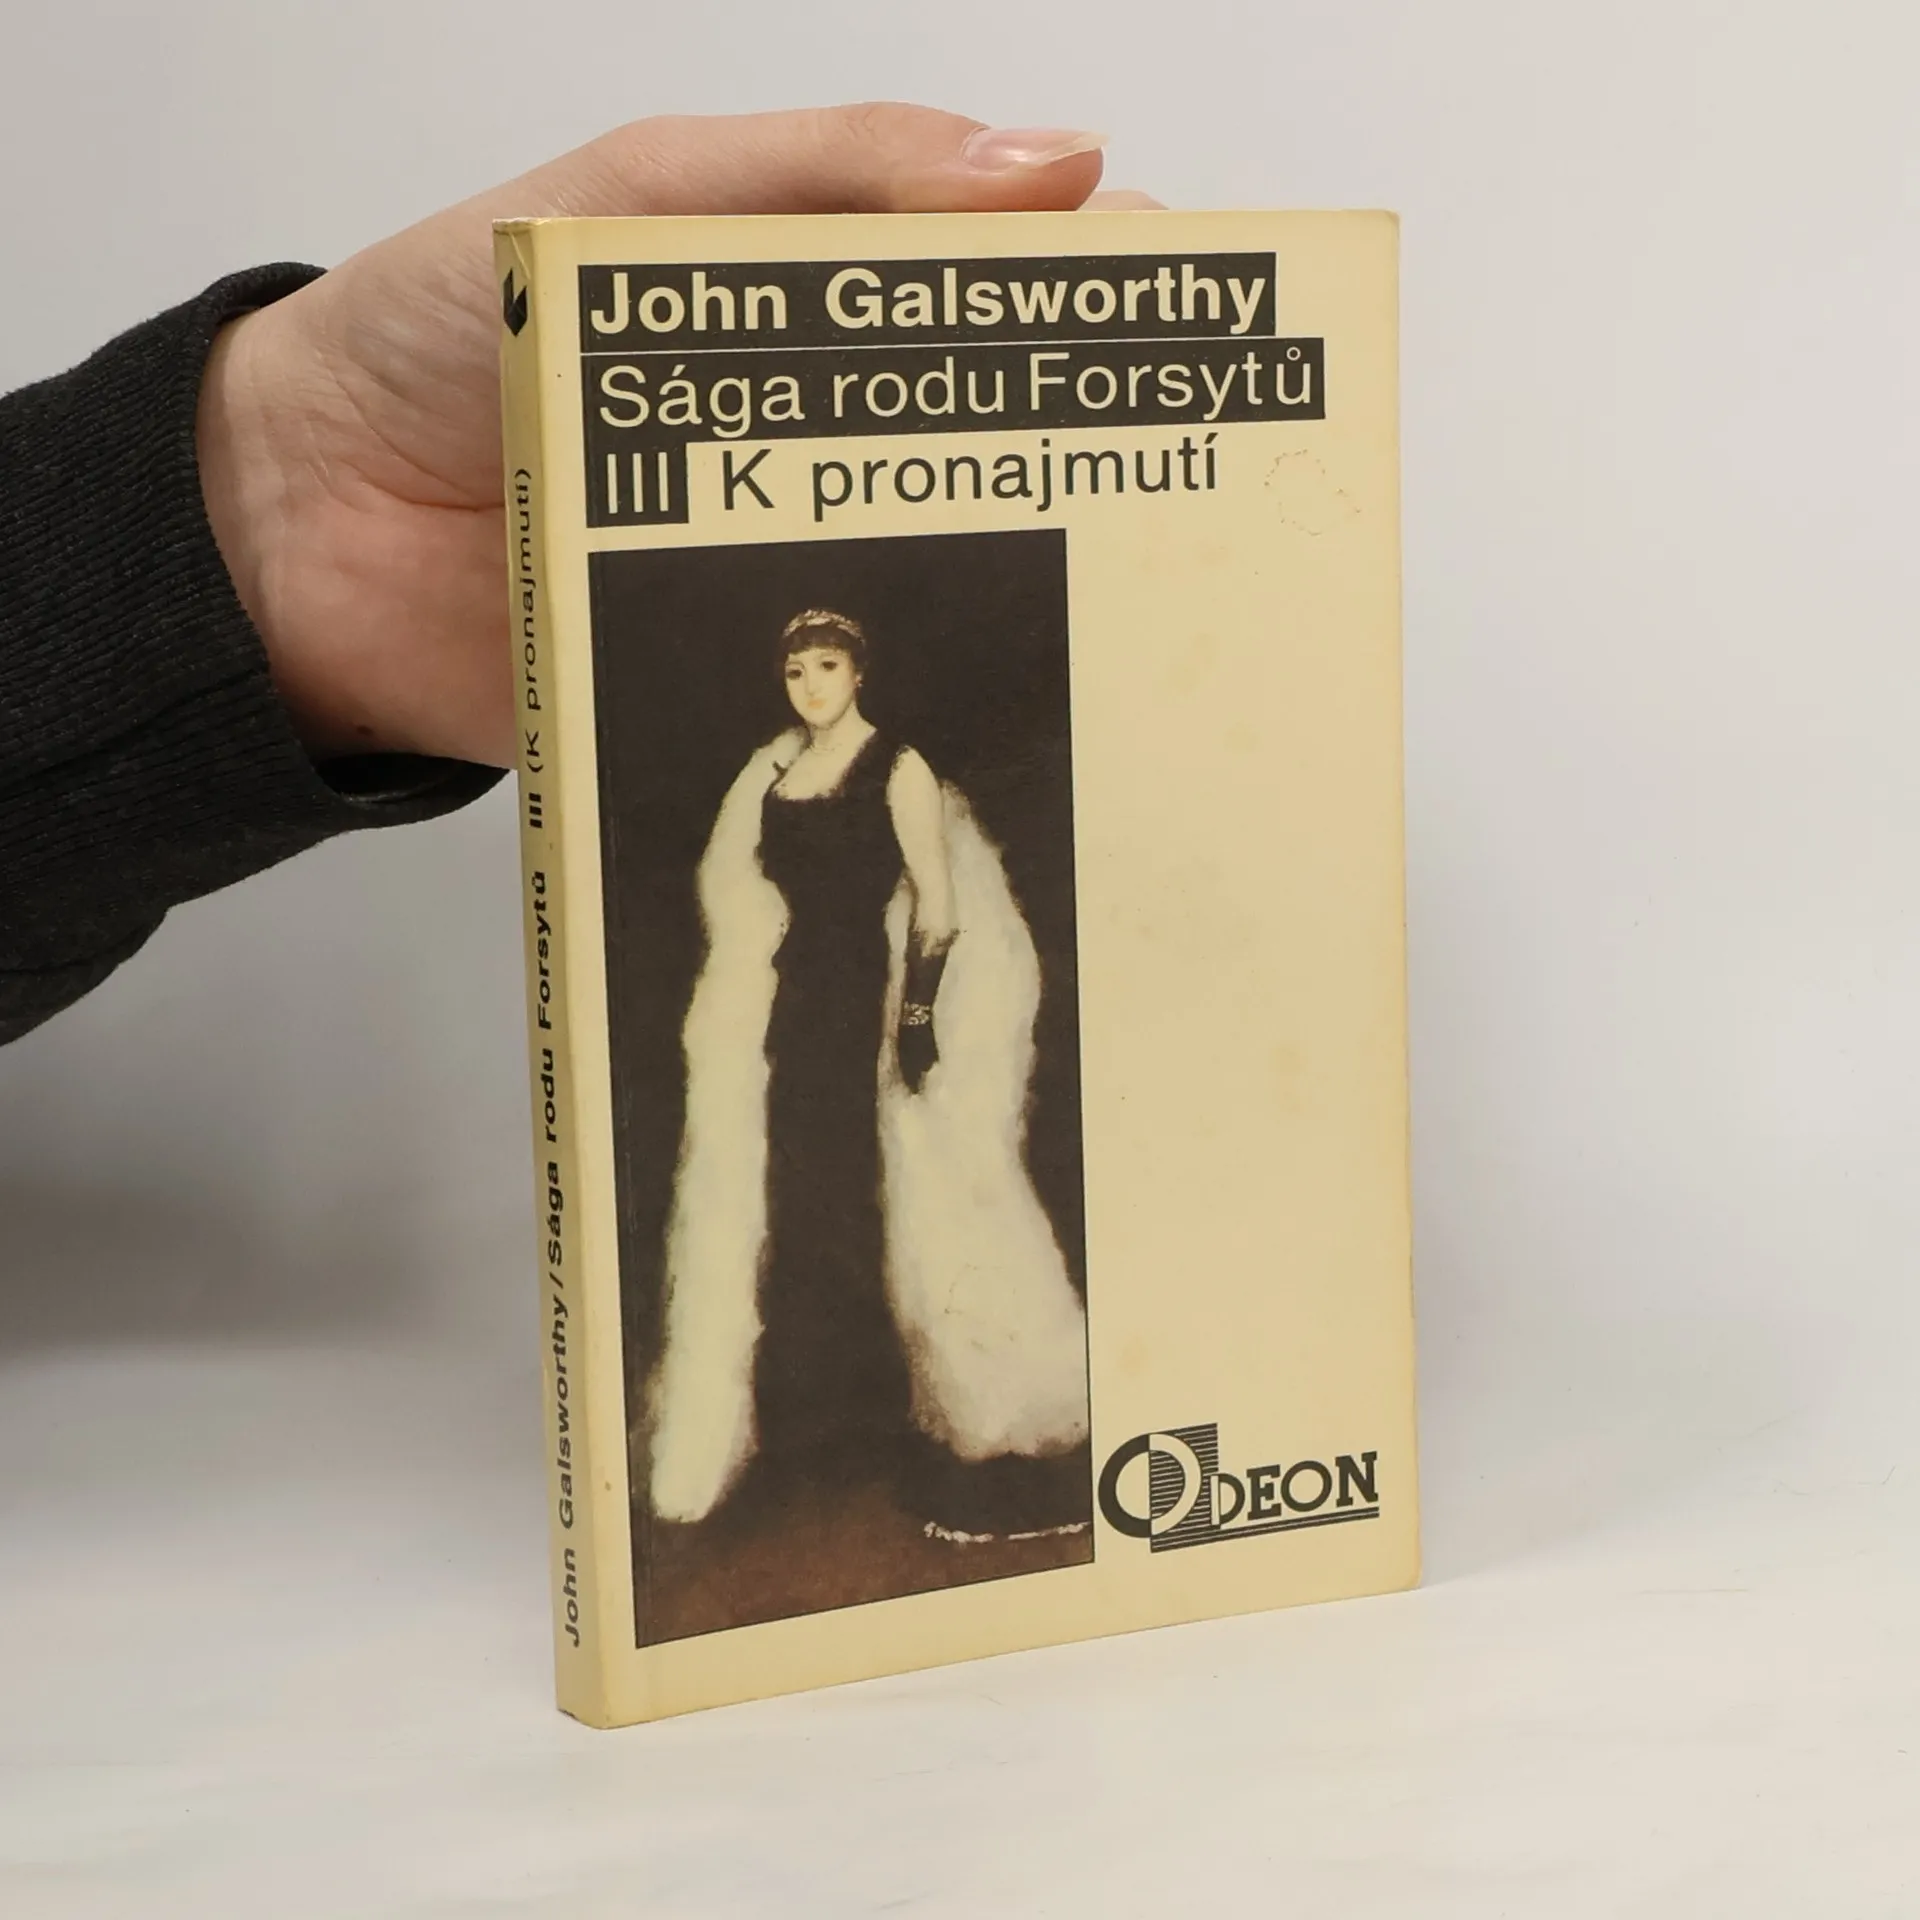 John Galsworthy
Sága rodu Forsytů
III K pronajmutí
ODEON
John Galsworthy / Sága rodu Forsytů III (K pronajmutí)